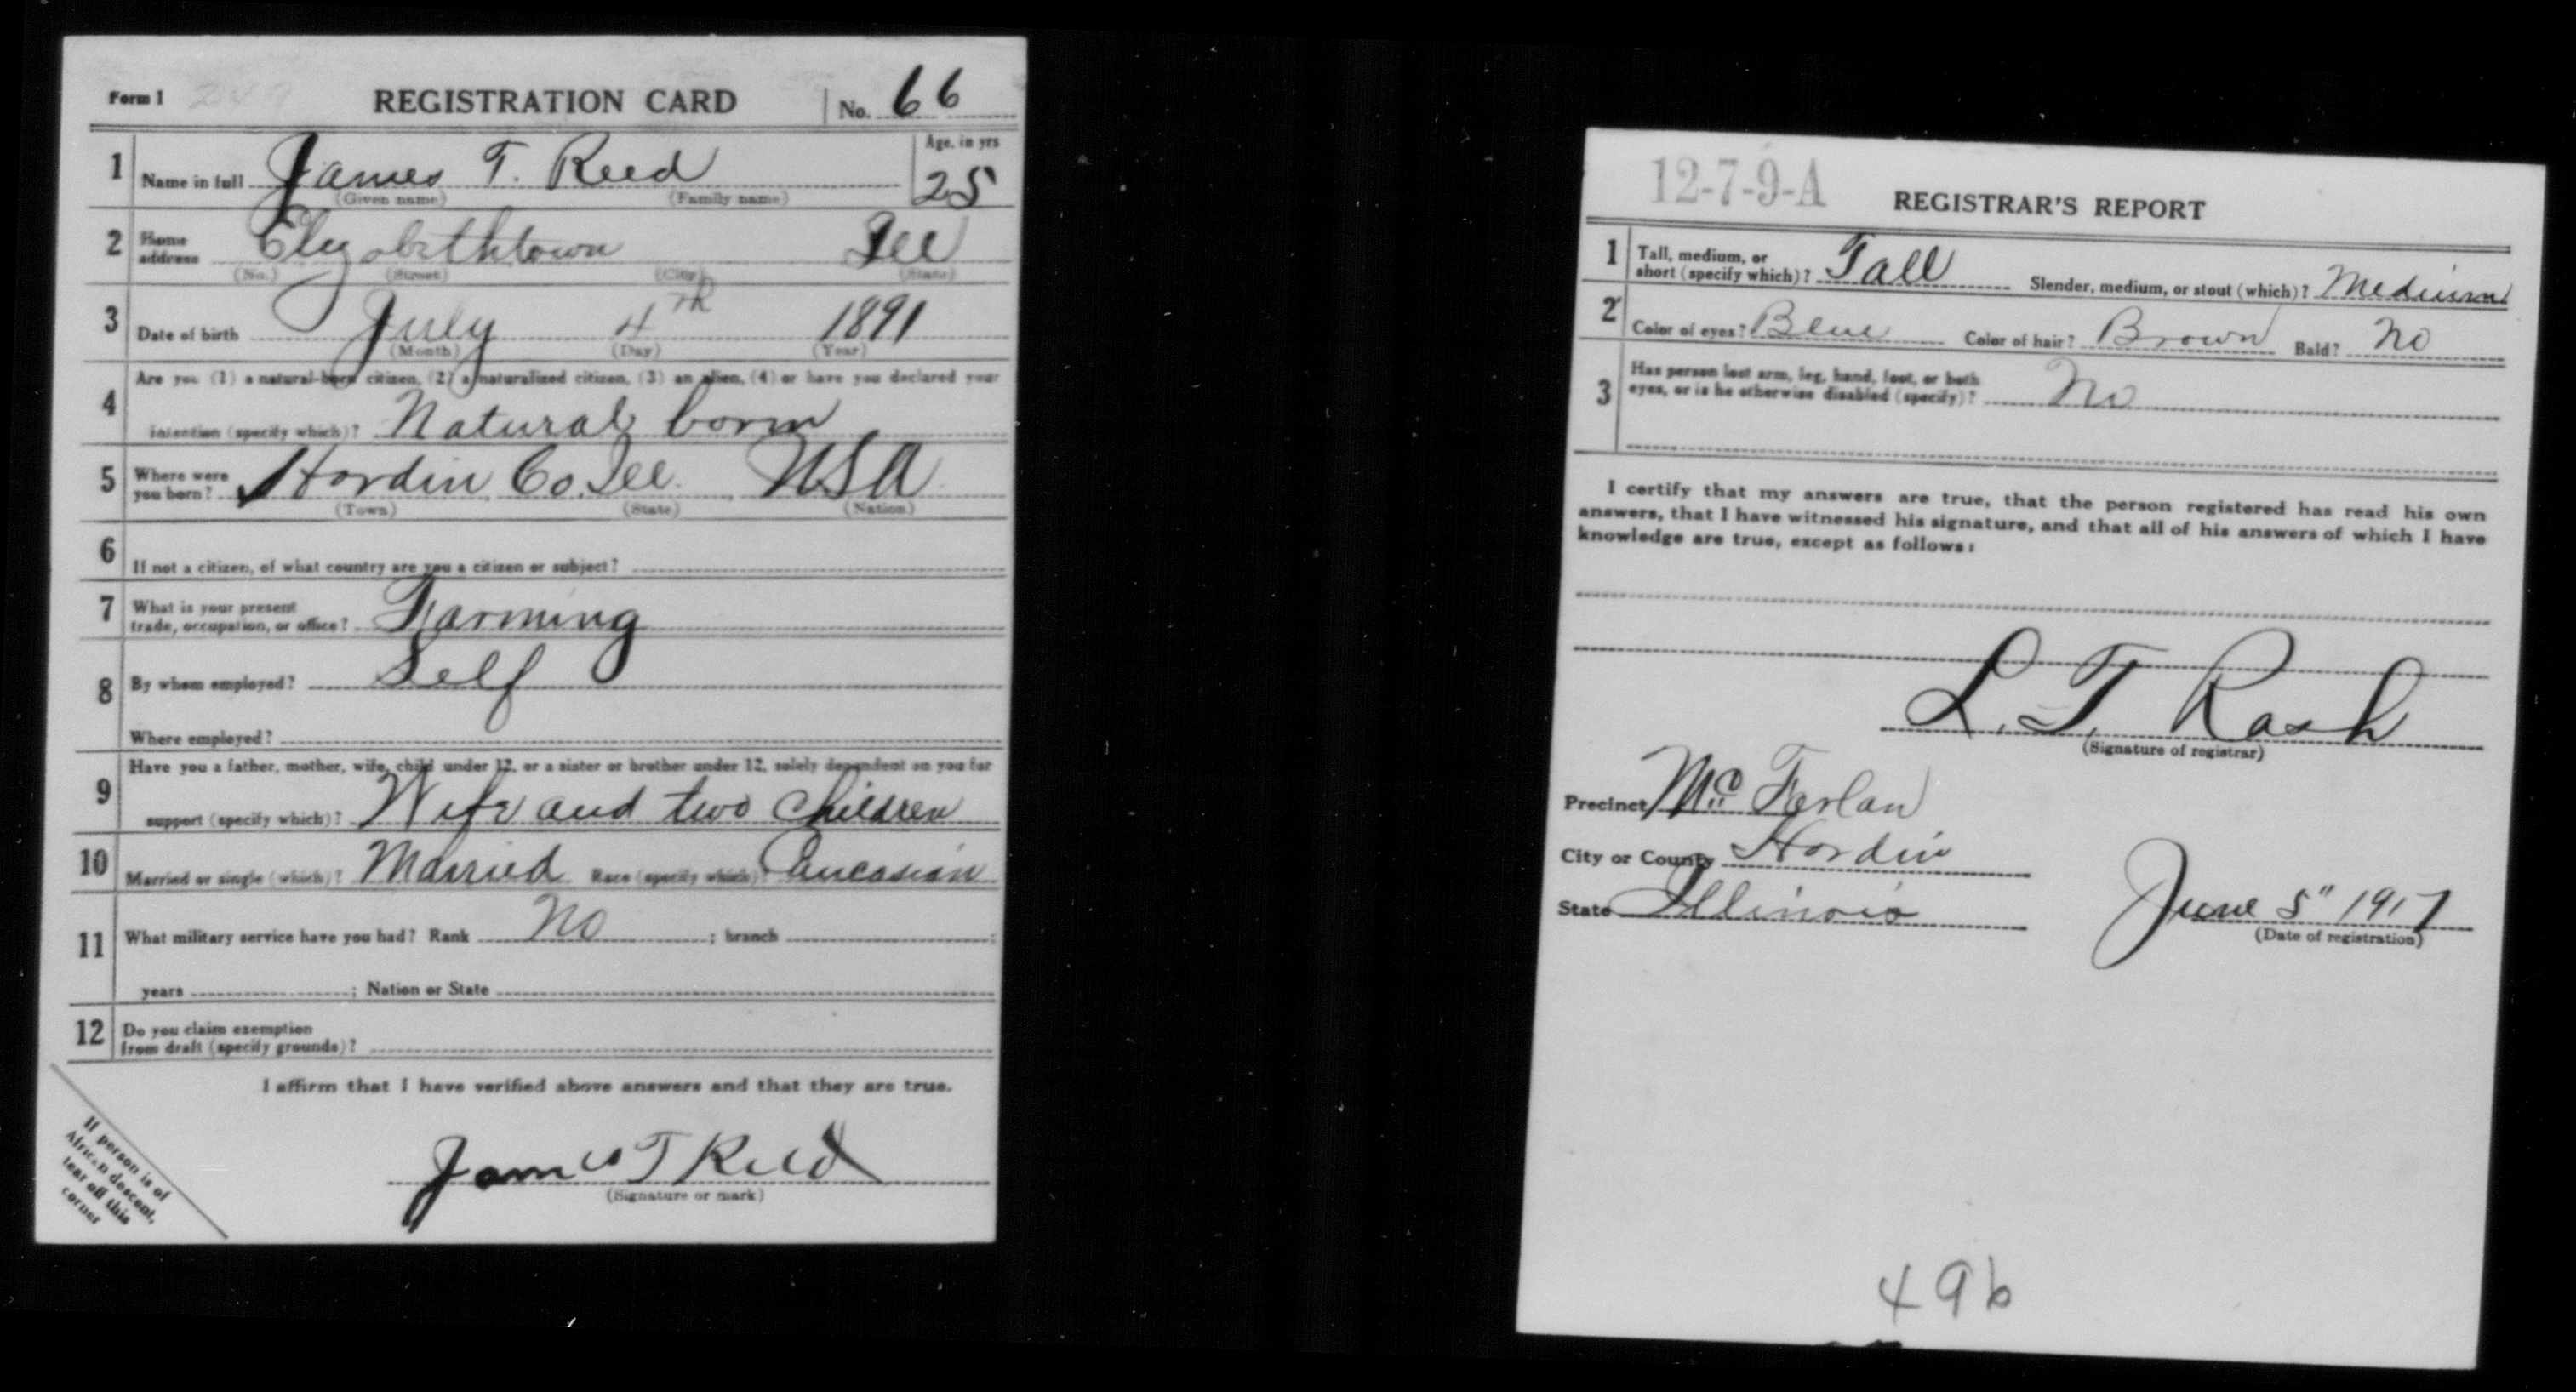 Form 1 REGISTRATION CARD No. 66
1 Name in full James T. Reed Age, in yrs 25
(Given name) (Family name)
2 Home address Elizabethtown Ill
(No.) (Street) (City) (State)
3 Date of birth July 4th 1891
(Month) (Day) (Year)
4 Are you (1) a natural-born citizen, (2) a naturalized citizen, (3) an alien, (4) or have you declared your
intention (specify which)? Natural born
5 Where were you born? Hardin Co. Ill. USA
(Town) (State) (Nation)
6 If not a citizen, of what country are you a citizen or subject?
7 What is your present trade, occupation, or office? Farming
8 By whom employed? Self
Where employed?
9 Have you a father, mother, wife, child under 12, or a sister or brother under 12, solely dependent on you for
support (specify which)? Wife and two children
10 Married or single (which)? Married Race (specify which)? Caucasian
11 What military service have you had? Rank No ; branch ;
years ; Nation or State
12 Do you claim exemption from draft (specify grounds)?
I affirm that I have verified above answers and that they are true.
James T Reed
(Signature or mark)
If person is of
African descent,
tear off this
corner
12-7-9-A REGISTRAR'S REPORT
1 Tall, medium, or short (specify which)? Tall Slender, medium, or stout (which)? Medium
2 Color of eyes? Blue Color of hair? Brown Bald? No
3 Has person lost arm, leg, hand, foot, or both
eyes, or is he otherwise disabled (specify)? No
I certify that my answers are true, that the person registered has read his own
answers, that I have witnessed his signature, and that all of his answers of which I have
knowledge are true, except as follows:
L. T. Rash
(Signature of registrar)
Precinct McFarlan
City or County Hardin
State Illinois June 5" 1917
(Date of registration)
496